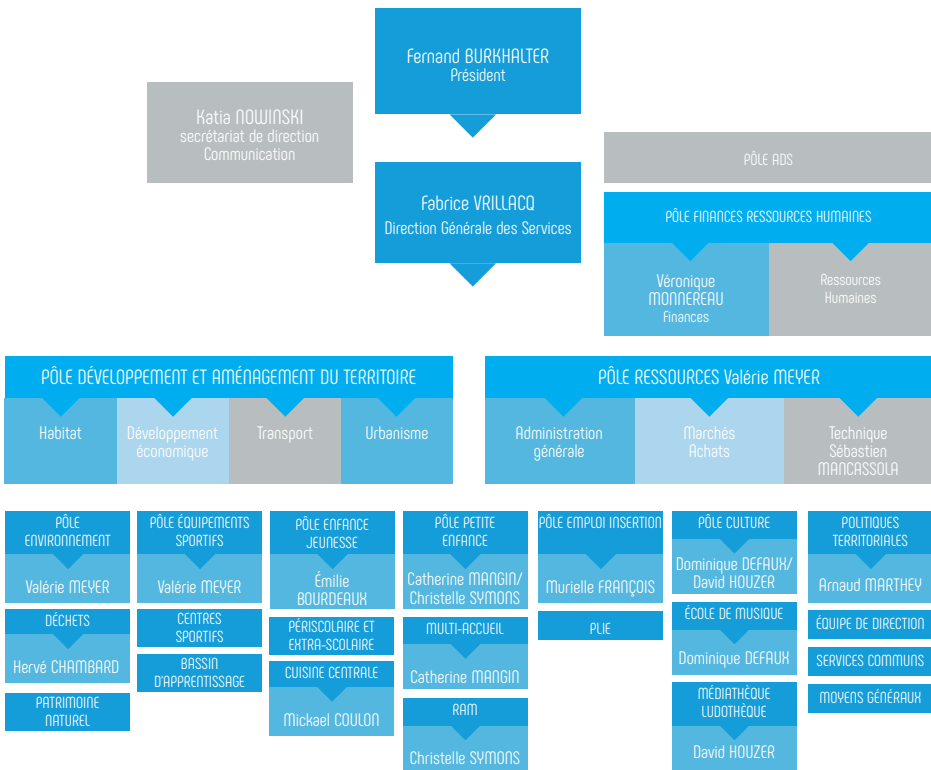 Fernand BURKHALTER
Président
Katia NOWINSKI
secrétariat de direction
Communication
Fabrice VRILLACQ
Direction Générale des Services
PÔLE ADS
PÔLE FINANCES RESSOURCES HUMAINES
Véronique
MONNEREAU
Finances
Ressources
Humaines
PÔLE DÉVELOPPEMENT ET AMÉNAGEMENT DU TERRITOIRE
Habitat
Développement
économique
Transport
Urbanisme
PÔLE RESSOURCES Valérie MEYER
Administration
générale
Marchés
Achats
Technique
Sébastien
MANCASSOLA
PÔLE
ENVIRONNEMENT
Valérie MEYER
DÉCHETS
Hervé CHAMBARD
PATRIMOINE
NATUREL
PÔLE ÉQUIPEMENTS
SPORTIFS
Valérie MEYER
CENTRES
SPORTIFS
BASSIN
D'APPRENTISSAGE
PÔLE ENFANCE
JEUNESSE
Émilie
BOURDEAUX
PÉRISCOLAIRE ET
EXTRA-SCOLAIRE
CUISINE CENTRALE
Mickael COULON
PÔLE PETITE
ENFANCE
Catherine MANGIN/
Christelle SYMONS
MULTI-ACCUEIL
Catherine MANGIN
RAM
Christelle SYMONS
PÔLE EMPLOI INSERTION
Murielle FRANÇOIS
PLIE
PÔLE CULTURE
Dominique DEFAUX/
David HOUZER
ÉCOLE DE MUSIQUE
Dominique DEFAUX
MÉDIATHÈQUE
LUDOTHÈQUE
David HOUZER
POLITIQUES
TERRITORIALES
Arnaud MARTHEY
ÉQUIPE DE DIRECTION
SERVICES COMMUNS
MOYENS GÉNÉRAUX